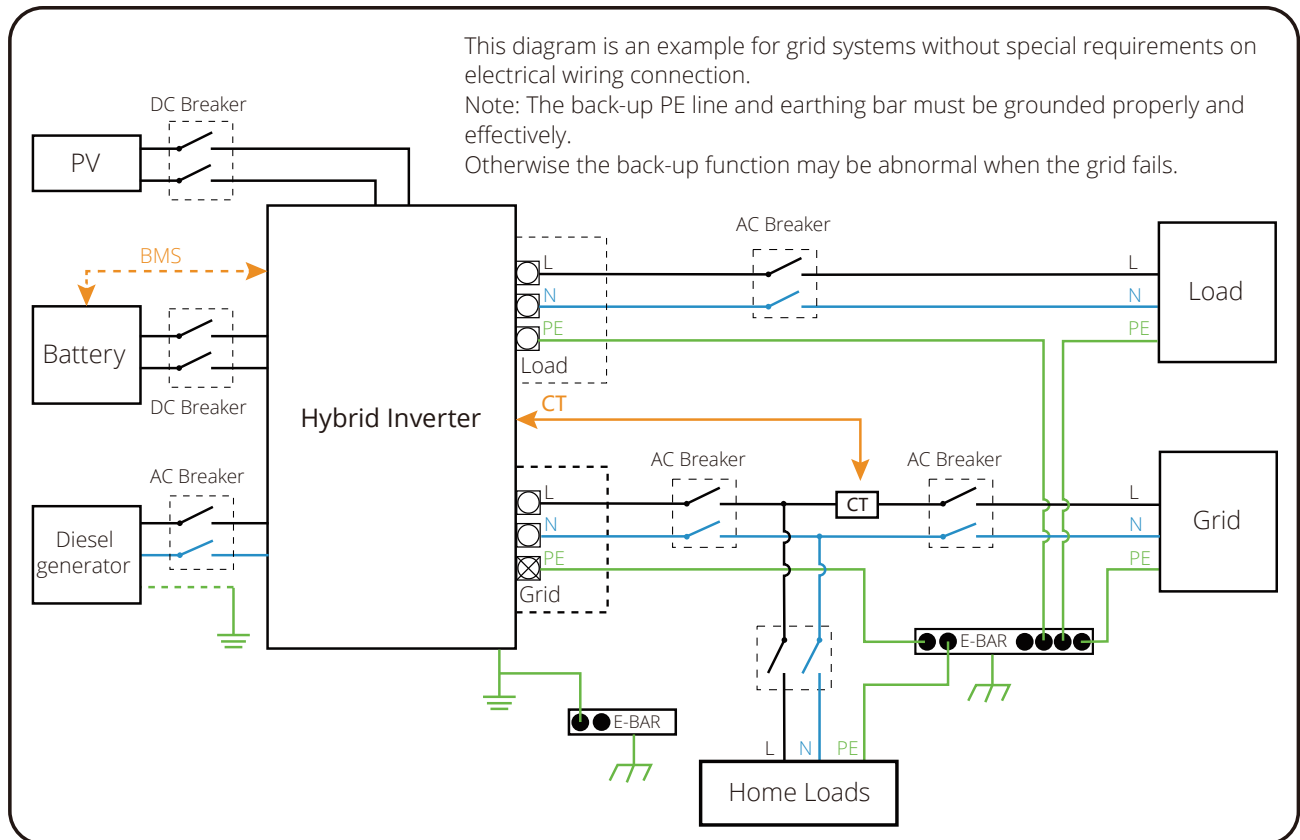 This diagram is an example for grid systems without special requirements on
electrical wiring connection.
Note: The back-up PE line and earthing bar must be grounded properly and
effectively.
Otherwise the back-up function may be abnormal when the grid fails.
DC Breaker
PV
BMS
Battery
DC Breaker
AC Breaker
Diesel
generator
Hybrid Inverter
L
N
PE
Load
AC Breaker
L
N
PE
Load
CT
AC Breaker
AC Breaker
L
N
PE
Grid
CT
L
N
PE
Grid
E-BAR
E-BAR
L
N
PE
Home Loads